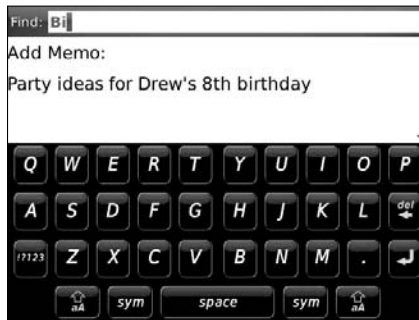 Find: Bi
Add Memo:
Party ideas for Drew's 8th birthday
Q W E R T Y U I O P
A S D F G H J K L del
!?123 Z X C V B N M .
aA sym space sym aA